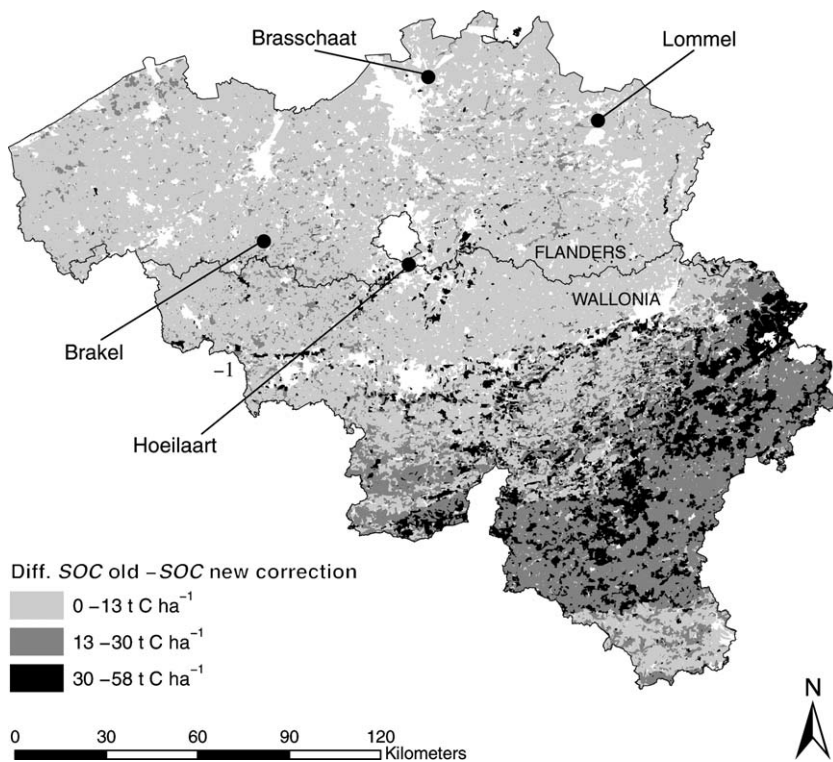 Brasschaat
Lommel
FLANDERS
WALLONIA
Brakel
-1
Hoeilaart
Diff. SOC old –SOC new correction
0 –13 t C ha⁻¹
13 –30 t C ha⁻¹
30 –58 t C ha⁻¹
N
0 30 60 90 120
Kilometers